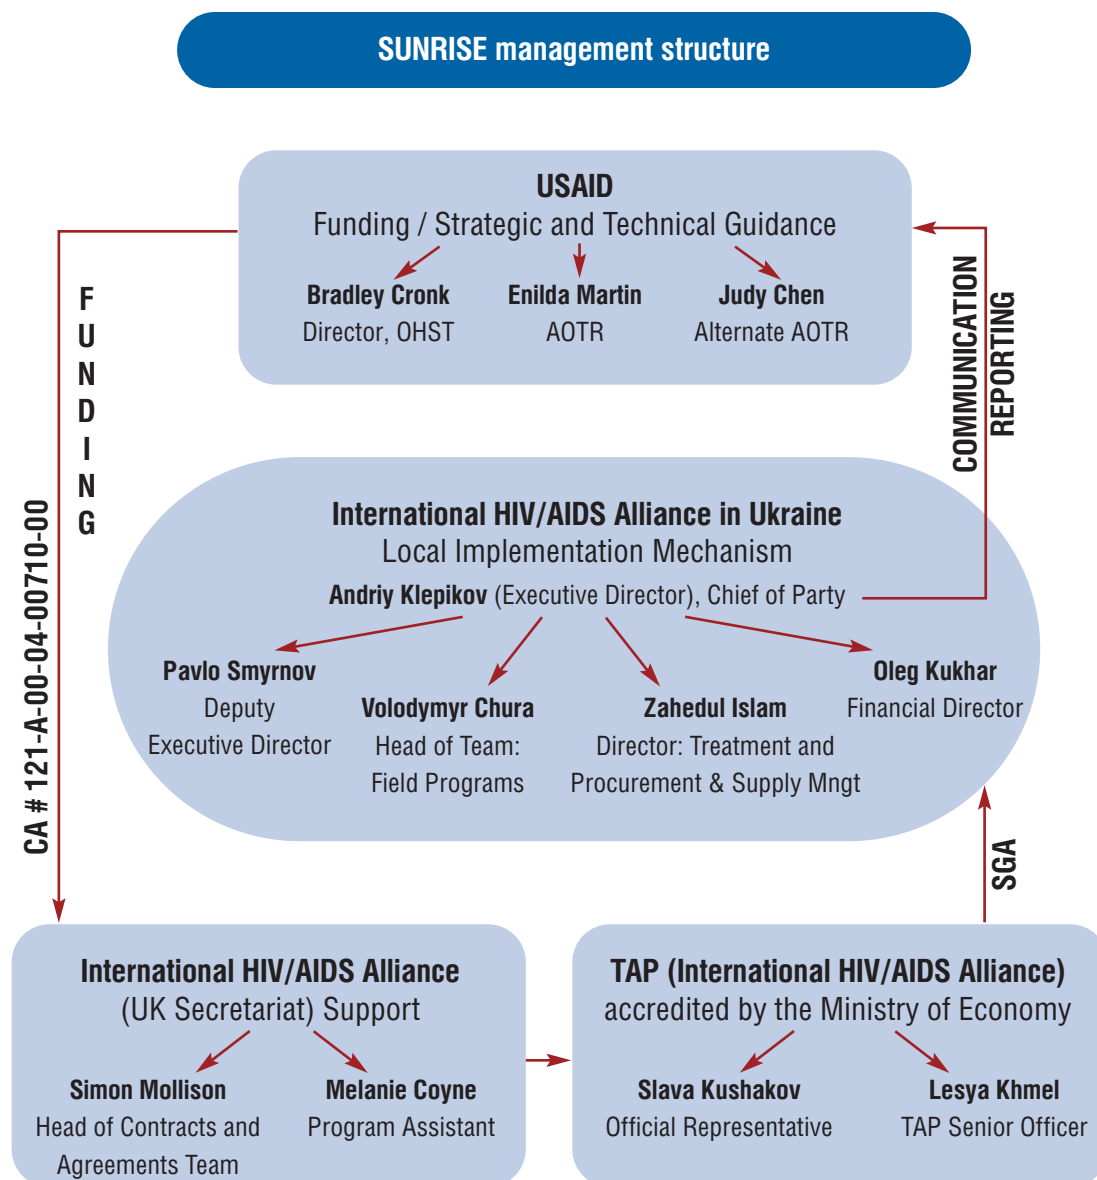 SUNRISE management structure
USAID
Funding / Strategic and Technical Guidance
Bradley Cronk
Director, OHST
Enilda Martin
AOTR
Judy Chen
Alternate AOTR
FUNDING
CA # 121-A-00-04-00710-00
COMMUNICATION
REPORTING
International HIV/AIDS Alliance in Ukraine
Local Implementation Mechanism
Andriy Klepikov (Executive Director), Chief of Party
Pavlo Smyrnov
Deputy
Executive Director
Volodymyr Chura
Head of Team:
Field Programs
Zahedul Islam
Director: Treatment and
Procurement & Supply Mngt
Oleg Kukhar
Financial Director
SGA
International HIV/AIDS Alliance
(UK Secretariat) Support
Simon Mollison
Head of Contracts and
Agreements Team
Melanie Coyne
Program Assistant
TAP (International HIV/AIDS Alliance)
accredited by the Ministry of Economy
Slava Kushakov
Official Representative
Lesya Khmel
TAP Senior Officer